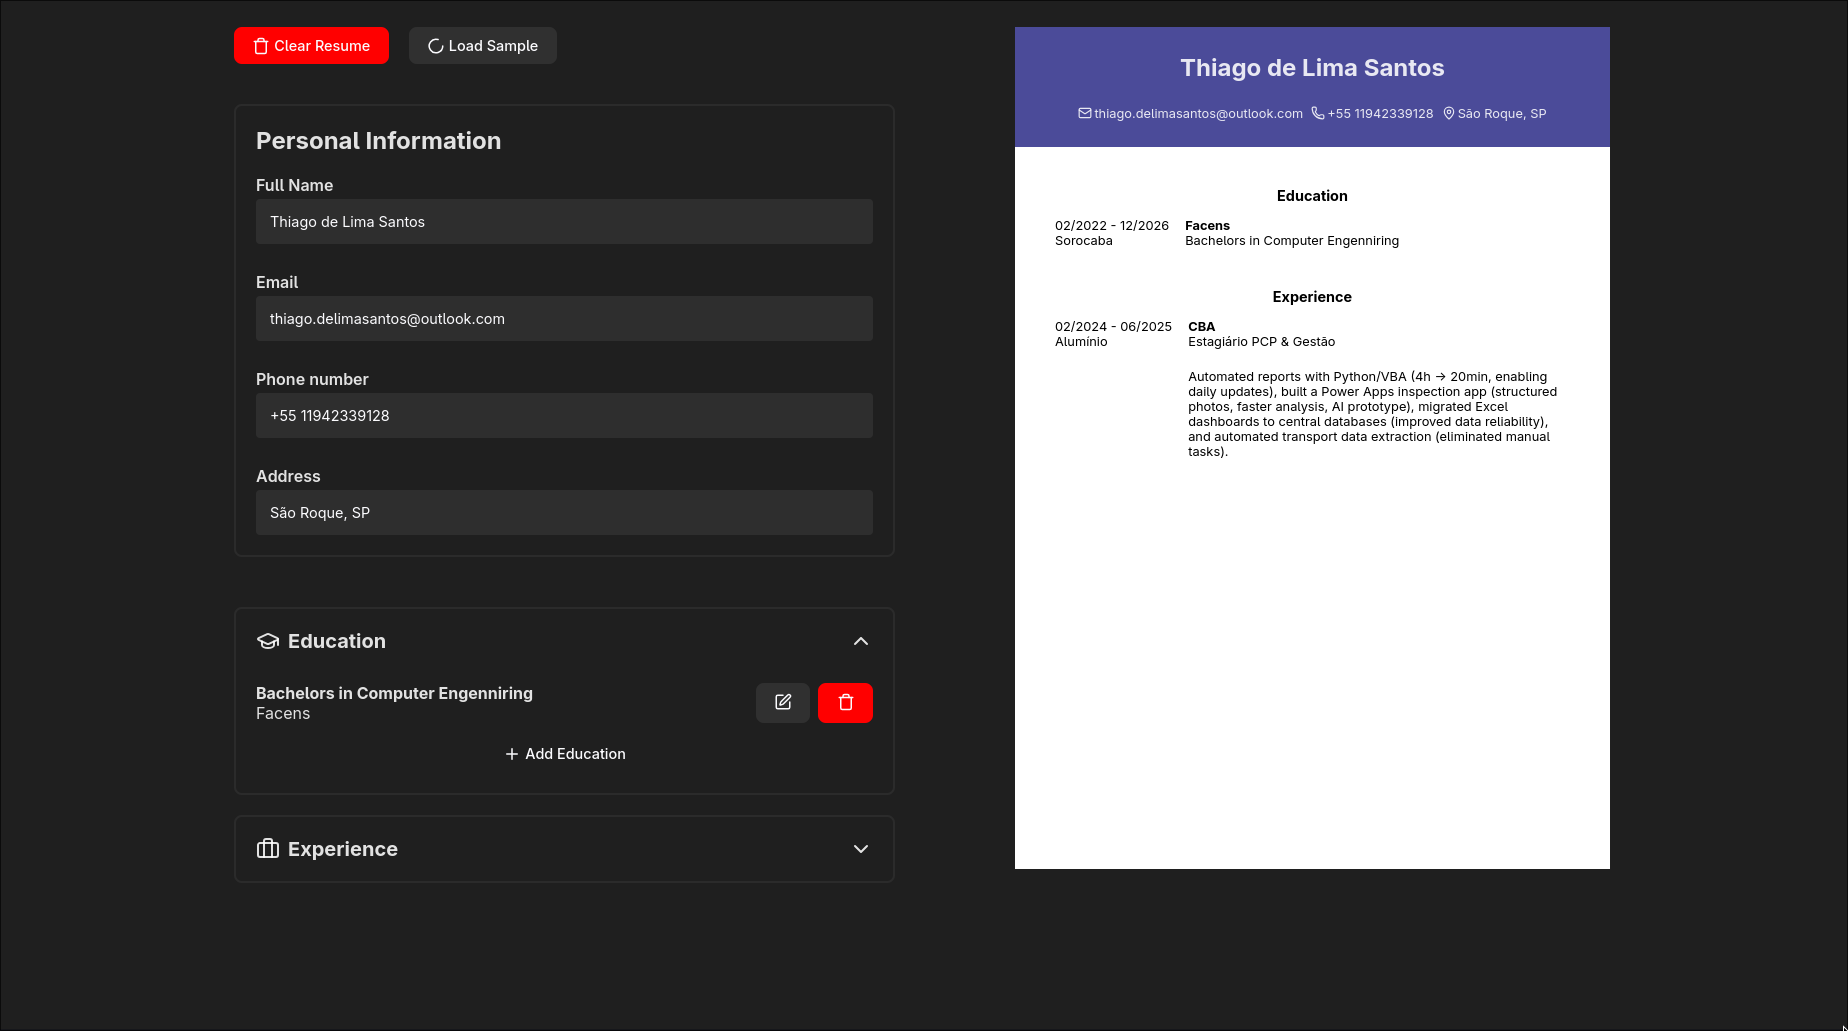 Clear Resume
Load Sample
Personal Information
Full Name
Thiago de Lima Santos
Email
thiago.delimasantos@outlook.com
Phone number
+55 11942339128
Address
São Roque, SP
Education
Bachelors in Computer Engenniring
Facens
Add Education
Experience
Thiago de Lima Santos
thiago.delimasantos@outlook.com +55 11942339128 São Roque, SP
Education
02/2022 - 12/2026 Facens
Sorocaba Bachelors in Computer Engenniring
Experience
02/2024 - 06/2025 CBA
Alumínio Estagiário PCP & Gestão
Automated reports with Python/VBA (4h → 20min, enabling
daily updates), built a Power Apps inspection app (structured
photos, faster analysis, AI prototype), migrated Excel
dashboards to central databases (improved data reliability),
and automated transport data extraction (eliminated manual
tasks).